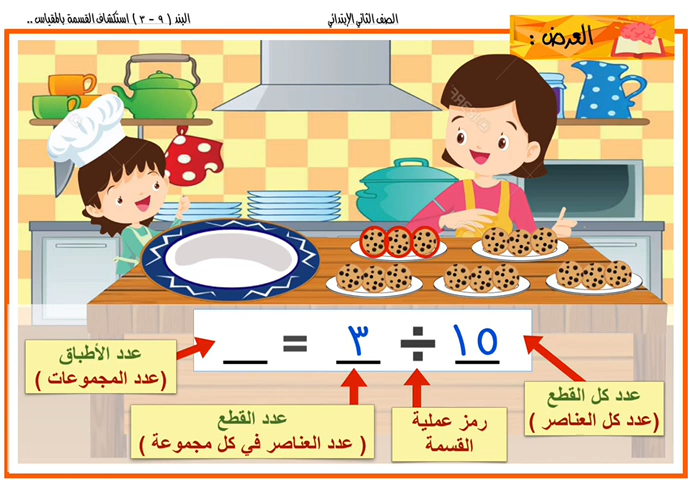 البند ( ٩ - ٣ ) استكشاف القسمة بالمقياس ..
الصف الثاني الإبتدائي
العرض :
١٥ ÷ ٣ = __
عدد الأطباق
(عدد المجموعات )
عدد القطع
( عدد العناصر في كل مجموعة )
رمز عملية
القسمة
عدد كل القطع
(عدد كل العناصر )